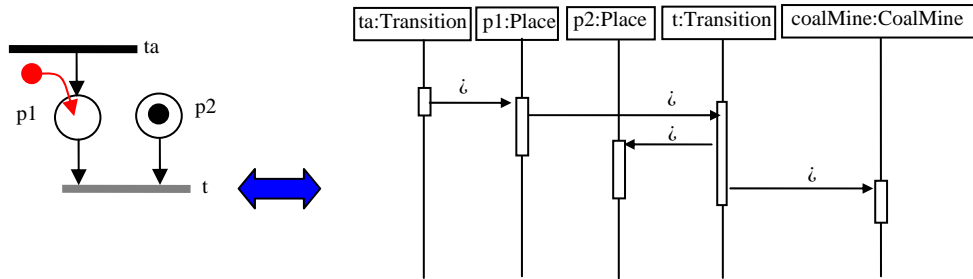 ta
p1
p2
t
ta:Transition
p1:Place
p2:Place
t:Transition
coalMine:CoalMine
¿
¿
¿
¿